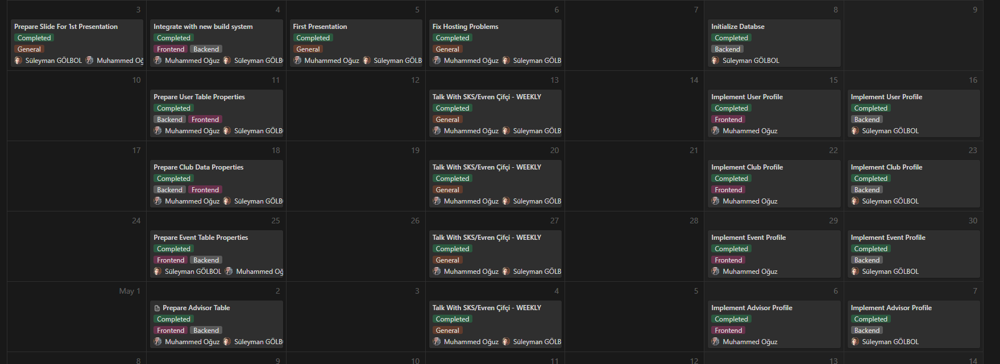 3 4 5 6 7 8 9
Prepare Slide For 1st Presentation
Completed
General
Süleyman GÖLBOL Muhammed Oğ
Integrate with new build system
Completed
Frontend Backend
Muhammed Oğuz Süleyman GÖLB
First Presentation
Completed
General
Muhammed Oğuz Süleyman GÖLB
Fix Hosting Problems
Completed
General
Muhammed Oğuz Süleyman GÖLB
Initialize Databse
Completed
Backend
Süleyman GÖLBOL
10 11 12 13 14 15 16
Prepare User Table Properties
Completed
Backend Frontend
Muhammed Oğuz Süleyman GÖLB
Talk With SKS/Evren Çifçi - WEEKLY
Completed
General
Muhammed Oğuz Süleyman GÖLB
Implement User Profile
Completed
Frontend
Muhammed Oğuz
Implement User Profile
Completed
Backend
Süleyman GÖLBOL
17 18 19 20 21 22 23
Prepare Club Data Properties
Completed
Backend Frontend
Muhammed Oğuz Süleyman GÖLB
Talk With SKS/Evren Çifçi - WEEKLY
Completed
General
Muhammed Oğuz Süleyman GÖLB
Implement Club Profile
Completed
Frontend
Muhammed Oğuz
Implement Club Profile
Completed
Backend
Süleyman GÖLBOL
24 25 26 27 28 29 30
Prepare Event Table Properties
Completed
Frontend Backend
Süleyman GÖLBOL Muhammed Oğ
Talk With SKS/Evren Çifçi - WEEKLY
Completed
General
Muhammed Oğuz Süleyman GÖLB
Implement Event Profile
Completed
Frontend
Muhammed Oğuz
Implement Event Profile
Completed
Backend
Süleyman GÖLBOL
May 1 2 3 4 5 6 7
Prepare Advisor Table
Completed
Frontend Backend
Muhammed Oğuz Süleyman GÖLB
Talk With SKS/Evren Çifçi - WEEKLY
Completed
General
Muhammed Oğuz Süleyman GÖLB
Implement Advisor Profile
Completed
Frontend
Muhammed Oğuz
Implement Advisor Profile
Completed
Backend
Süleyman GÖLBOL
8 9 10 11 12 13 14